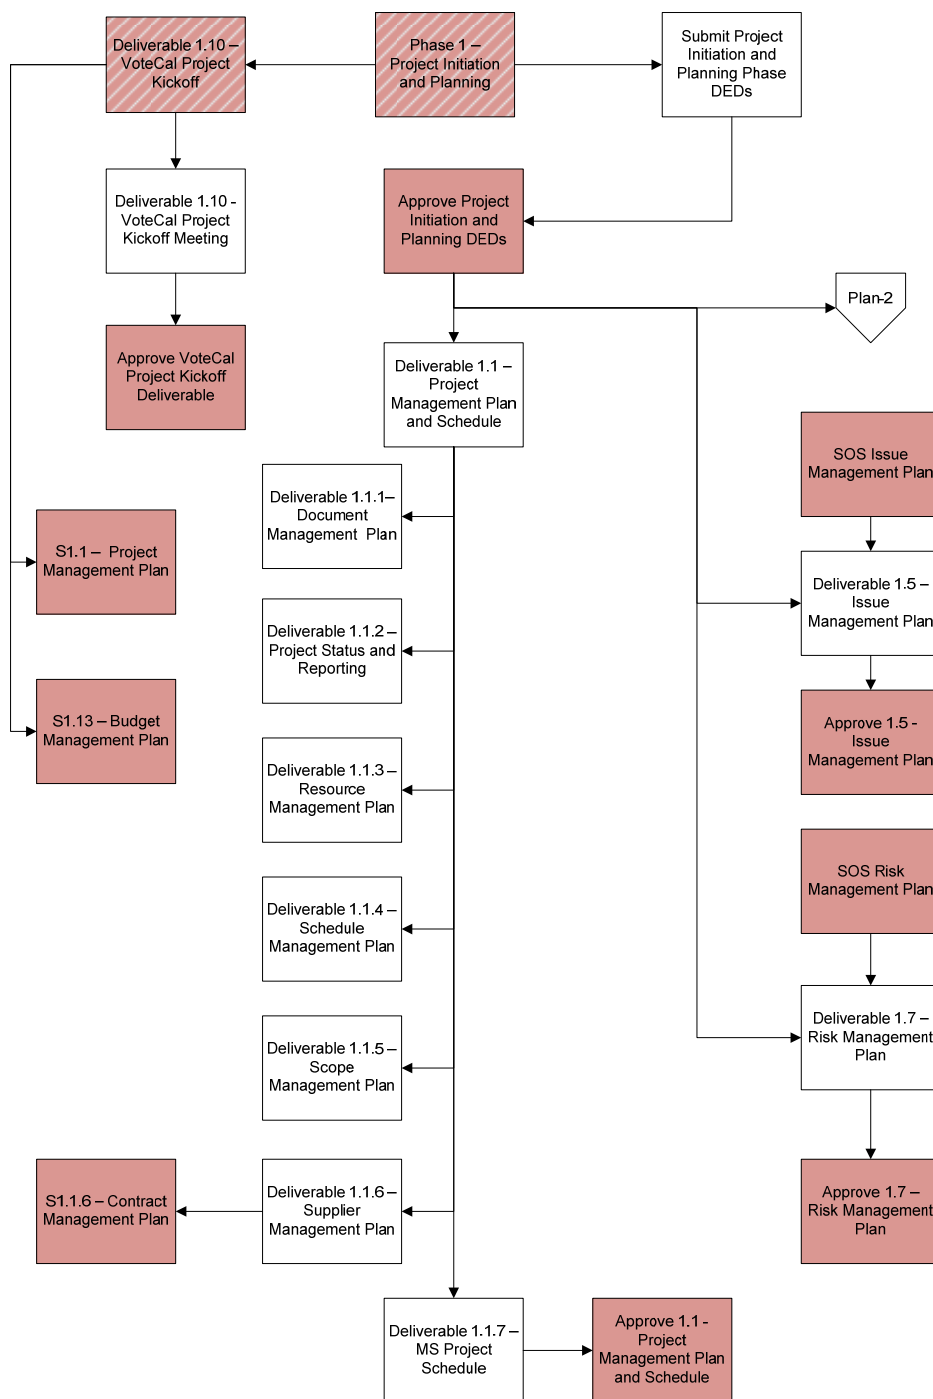 Deliverable 1.10 –
VoteCal Project
Kickoff
Phase 1 –
Project Initiation
and Planning
Submit Project
Initiation and
Planning Phase
DEDs
Deliverable 1.10 -
VoteCal Project
Kickoff Meeting
Approve Project
Initiation and
Planning DEDs
Plan-2
Approve VoteCal
Project Kickoff
Deliverable
Deliverable 1.1 –
Project
Management Plan
and Schedule
SOS Issue
Management Plan
Deliverable 1.1.1–
Document
Management Plan
S1.1 – Project
Management Plan
Deliverable 1.5 –
Issue
Management Plan
Deliverable 1.1.2 –
Project Status and
Reporting
S1.13 – Budget
Management Plan
Approve 1.5 -
Issue
Management Plan
Deliverable 1.1.3 –
Resource
Management Plan
SOS Risk
Management Plan
Deliverable 1.1.4 –
Schedule
Management Plan
Deliverable 1.7 –
Risk Management
Plan
Deliverable 1.1.5 –
Scope
Management Plan
S1.1.6 – Contract
Management Plan
Deliverable 1.1.6 –
Supplier
Management Plan
Approve 1.7 –
Risk Management
Plan
Deliverable 1.1.7 –
MS Project
Schedule
Approve 1.1 -
Project
Management Plan
and Schedule